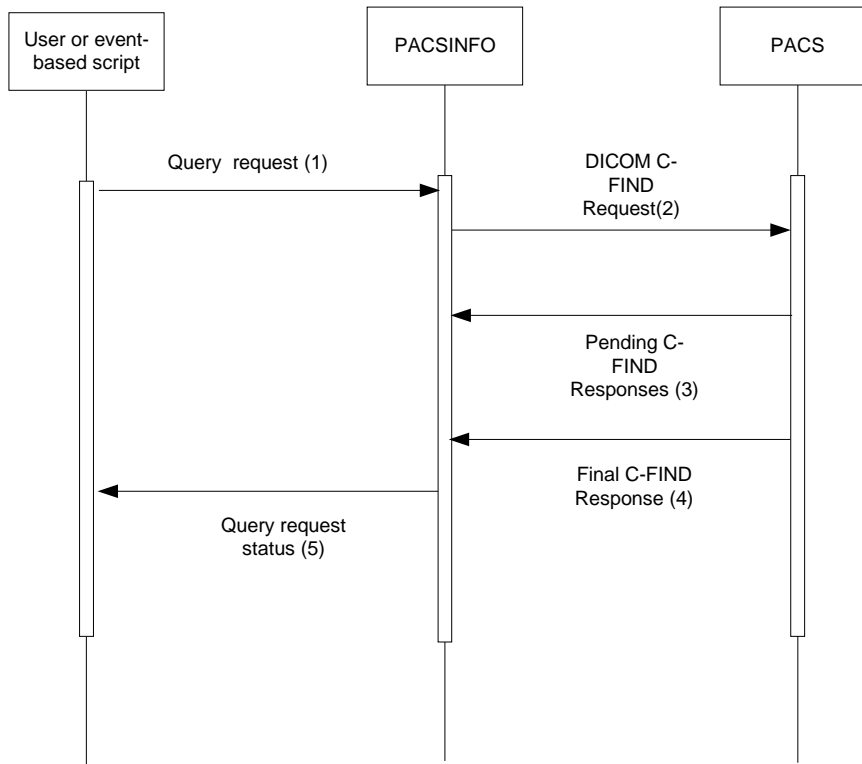 User or event-
based script
PACSINFO
PACS
Query request (1)
DICOM C-
FIND
Request(2)
Pending C-
FIND
Responses (3)
Final C-FIND
Response (4)
Query request
status (5)